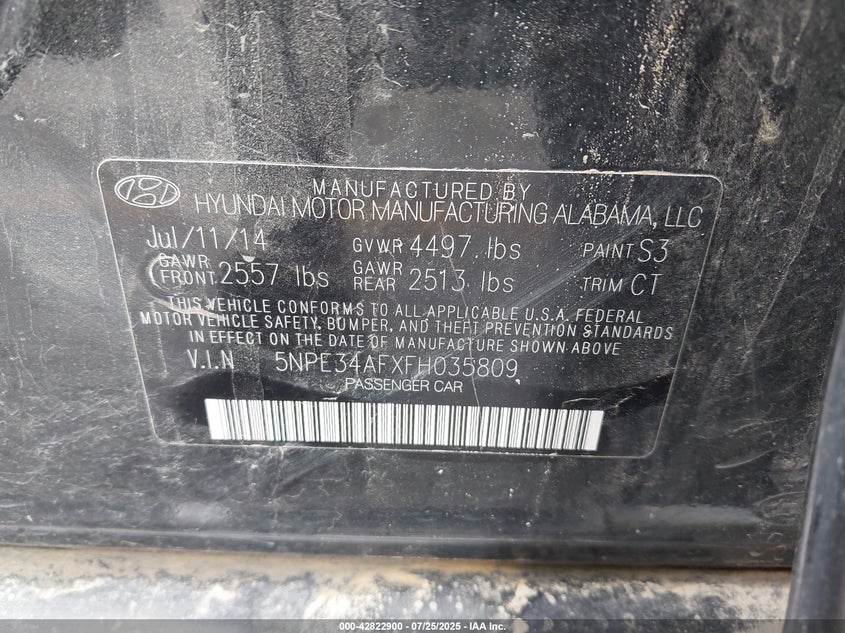 MANUFACTURED BY
HYUNDAI MOTOR MANUFACTURING ALABAMA, LLC
Jul/11/14 GVWR 4497 lbs PAINT S3
GAWR FRONT 2557 lbs GAWR REAR 2513 lbs TRIM CT
THIS VEHICLE CONFORMS TO ALL APPLICABLE U.S.A. FEDERAL
MOTOR VEHICLE SAFETY, BUMPER, AND THEFT PREVENTION STANDARDS
IN EFFECT ON THE DATE OF MANUFACTURE SHOWN ABOVE
V.I.N 5NPE34AFXFH035809
PASSENGER CAR
000-42822900 - 07/25/2025 - IAA Inc.